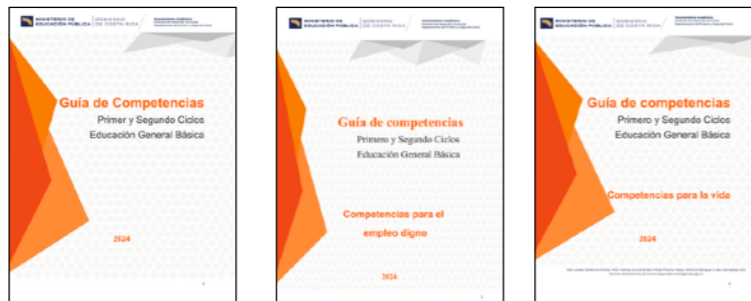 MINISTERIO DE
EDUCACIÓN PÚBLICA
GOBIERNO
DE COSTA RICA
Guía de Competencias
Primer y Segundo Ciclos
Educación General Básica
2024
MINISTERIO DE
EDUCACIÓN PÚBLICA
GOBIERNO
DE COSTA RICA
Guía de competencias
Primero y Segundo Ciclos
Educación General Básica
Competencias para el
empleo digno
2024
MINISTERIO DE
EDUCACIÓN PÚBLICA
GOBIERNO
DE COSTA RICA
Guía de competencias
Primero y Segundo Ciclos
Educación General Básica
Competencias para la vida
2024